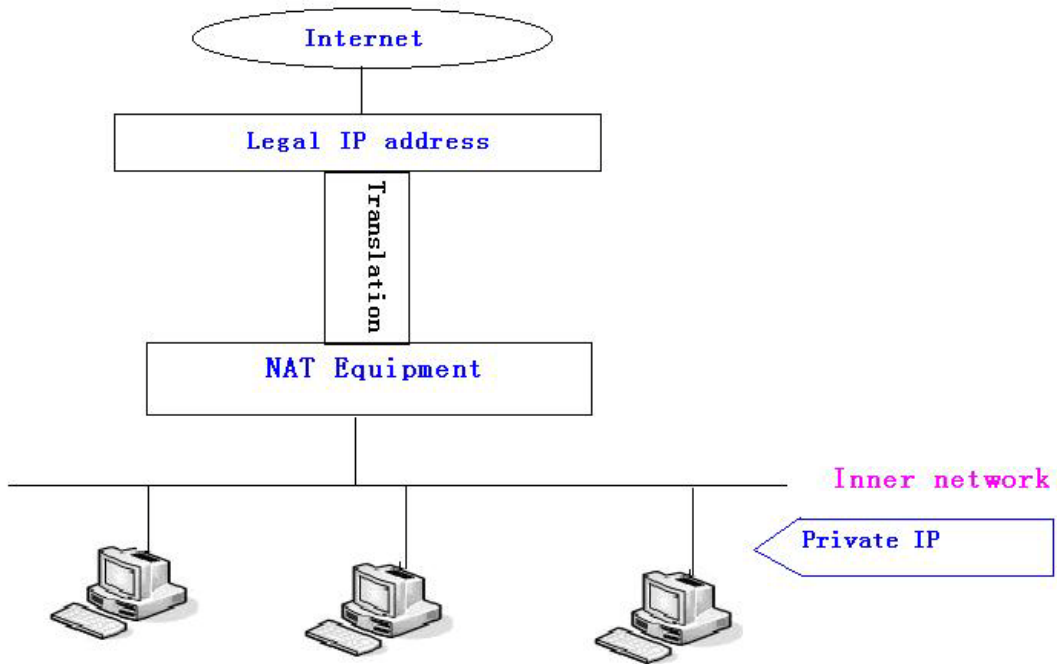 Internet
Legal IP address
Translation
NAT Equipment
Inner network
Private IP